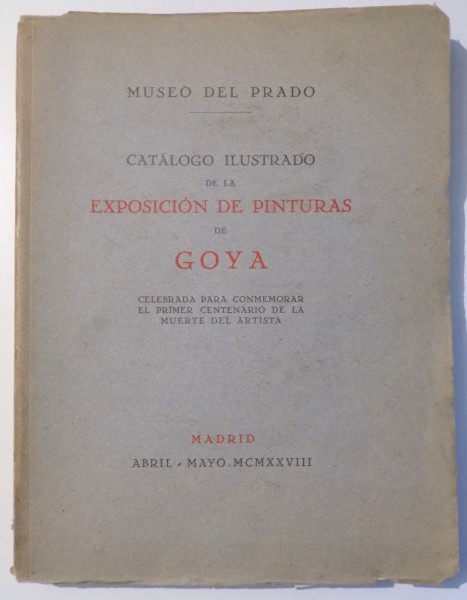 MUSEO DEL PRADO
CATÁLOGO ILUSTRADO
DE LA
EXPOSICIÓN DE PINTURAS
DE
GOYA
CELEBRADA PARA CONMEMORAR
EL PRIMER CENTENARIO DE LA
MUERTE DEL ARTISTA
MADRID
ABRIL - MAYO - MCMXXVIII